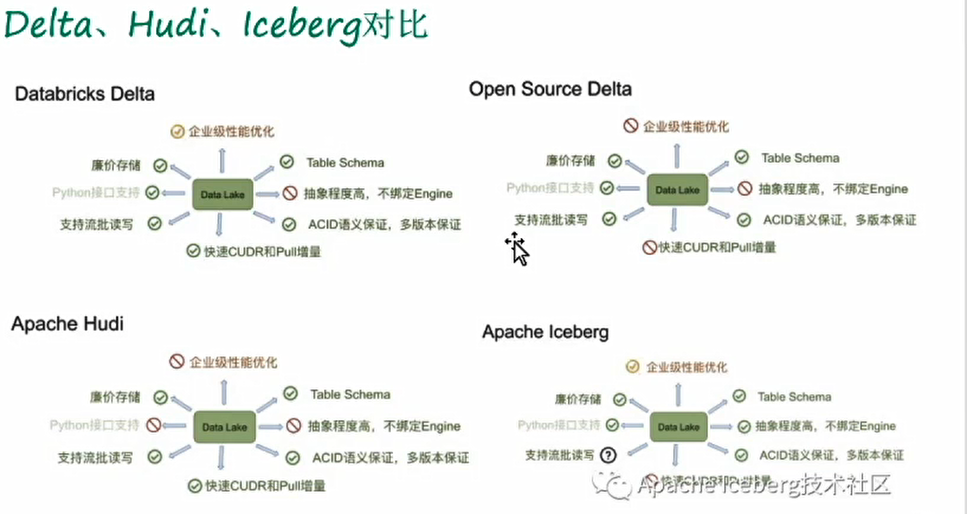 Delta、Hudi、Iceberg对比
Databricks Delta
企业级性能优化
廉价存储
Table Schema
Python接口支持
Data Lake
抽象程度高，不绑定Engine
支持流批读写
ACID语义保证，多版本保证
快速CUDR和Pull增量
Open Source Delta
企业级性能优化
廉价存储
Table Schema
Python接口支持
Data Lake
抽象程度高，不绑定Engine
支持流批读写
ACID语义保证，多版本保证
快速CUDR和Pull增量
Apache Hudi
企业级性能优化
廉价存储
Table Schema
Python接口支持
Data Lake
抽象程度高，不绑定Engine
支持流批读写
ACID语义保证，多版本保证
快速CUDR和Pull增量
Apache Iceberg
企业级性能优化
廉价存储
Table Schema
Python接口支持
Data Lake
抽象程度高，不绑定Engine
支持流批读写
?
ACID语义保证，多版本保证
快速CUDR和Pull增量
Apache Iceberg技术社区